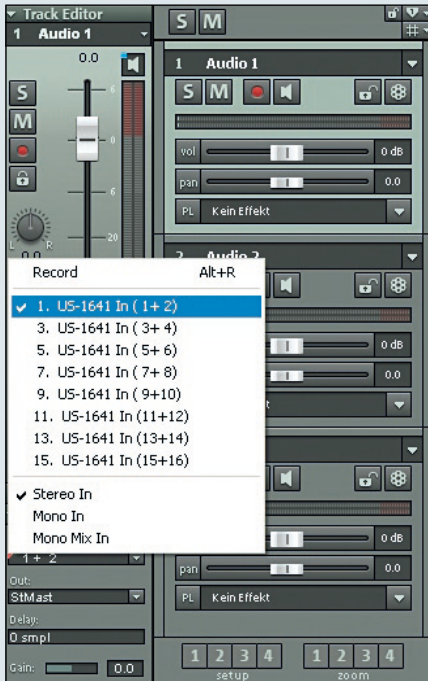 Track Editor
1 Audio 1
0.0
S
M
6
0
6
20
L R
0.0
Record Alt+R
1. US-1641 In ( 1+ 2)
3. US-1641 In ( 3+ 4)
5. US-1641 In ( 5+ 6)
7. US-1641 In ( 7+ 8)
9. US-1641 In ( 9+10)
11. US-1641 In (11+12)
13. US-1641 In (13+14)
15. US-1641 In (15+16)
Stereo In
Mono In
Mono Mix In
1+ 2
Out:
StMast
Delay:
0 smpl
Gain: 0.0
S M
1 Audio 1
S M
vol 0 dB
pan 0.0
PL Kein Effekt
2 Audio 2
0 dB
0.0
0 dB
pan 0.0
PL Kein Effekt
1 2 3 4 1 2 3 4
setup zoom